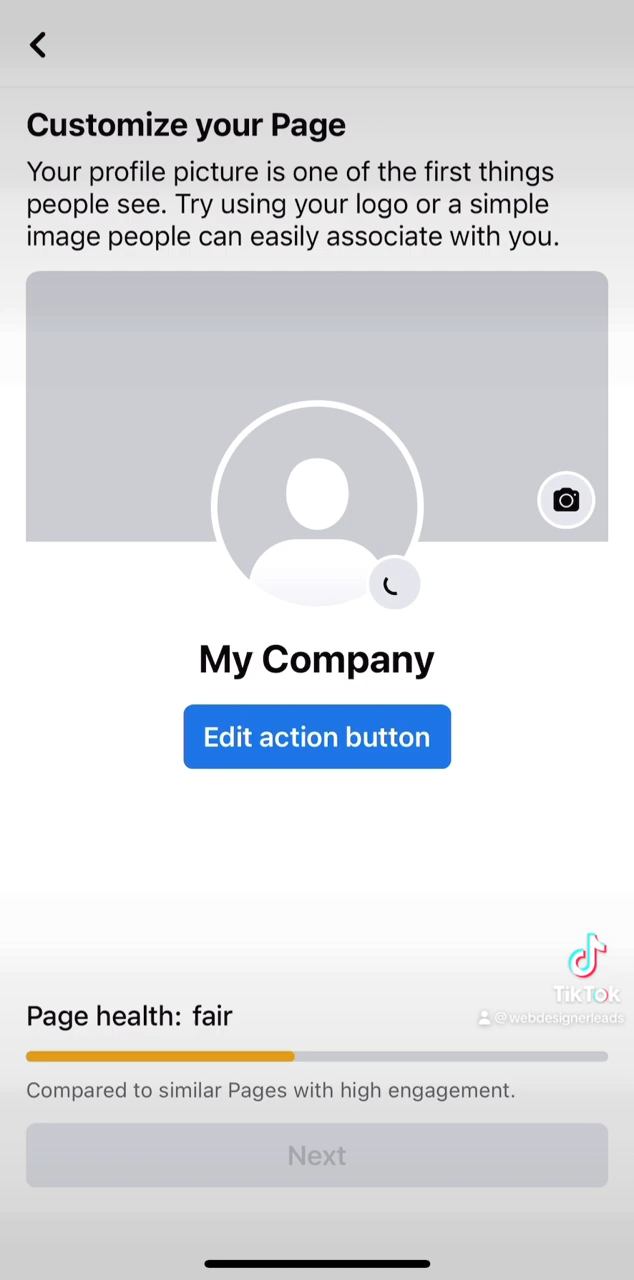 Customize your Page
Your profile picture is one of the first things
people see. Try using your logo or a simple
image people can easily associate with you.
My Company
Edit action button
TikTok
@webdesignerleads
Page health: fair
Compared to similar Pages with high engagement.
Next